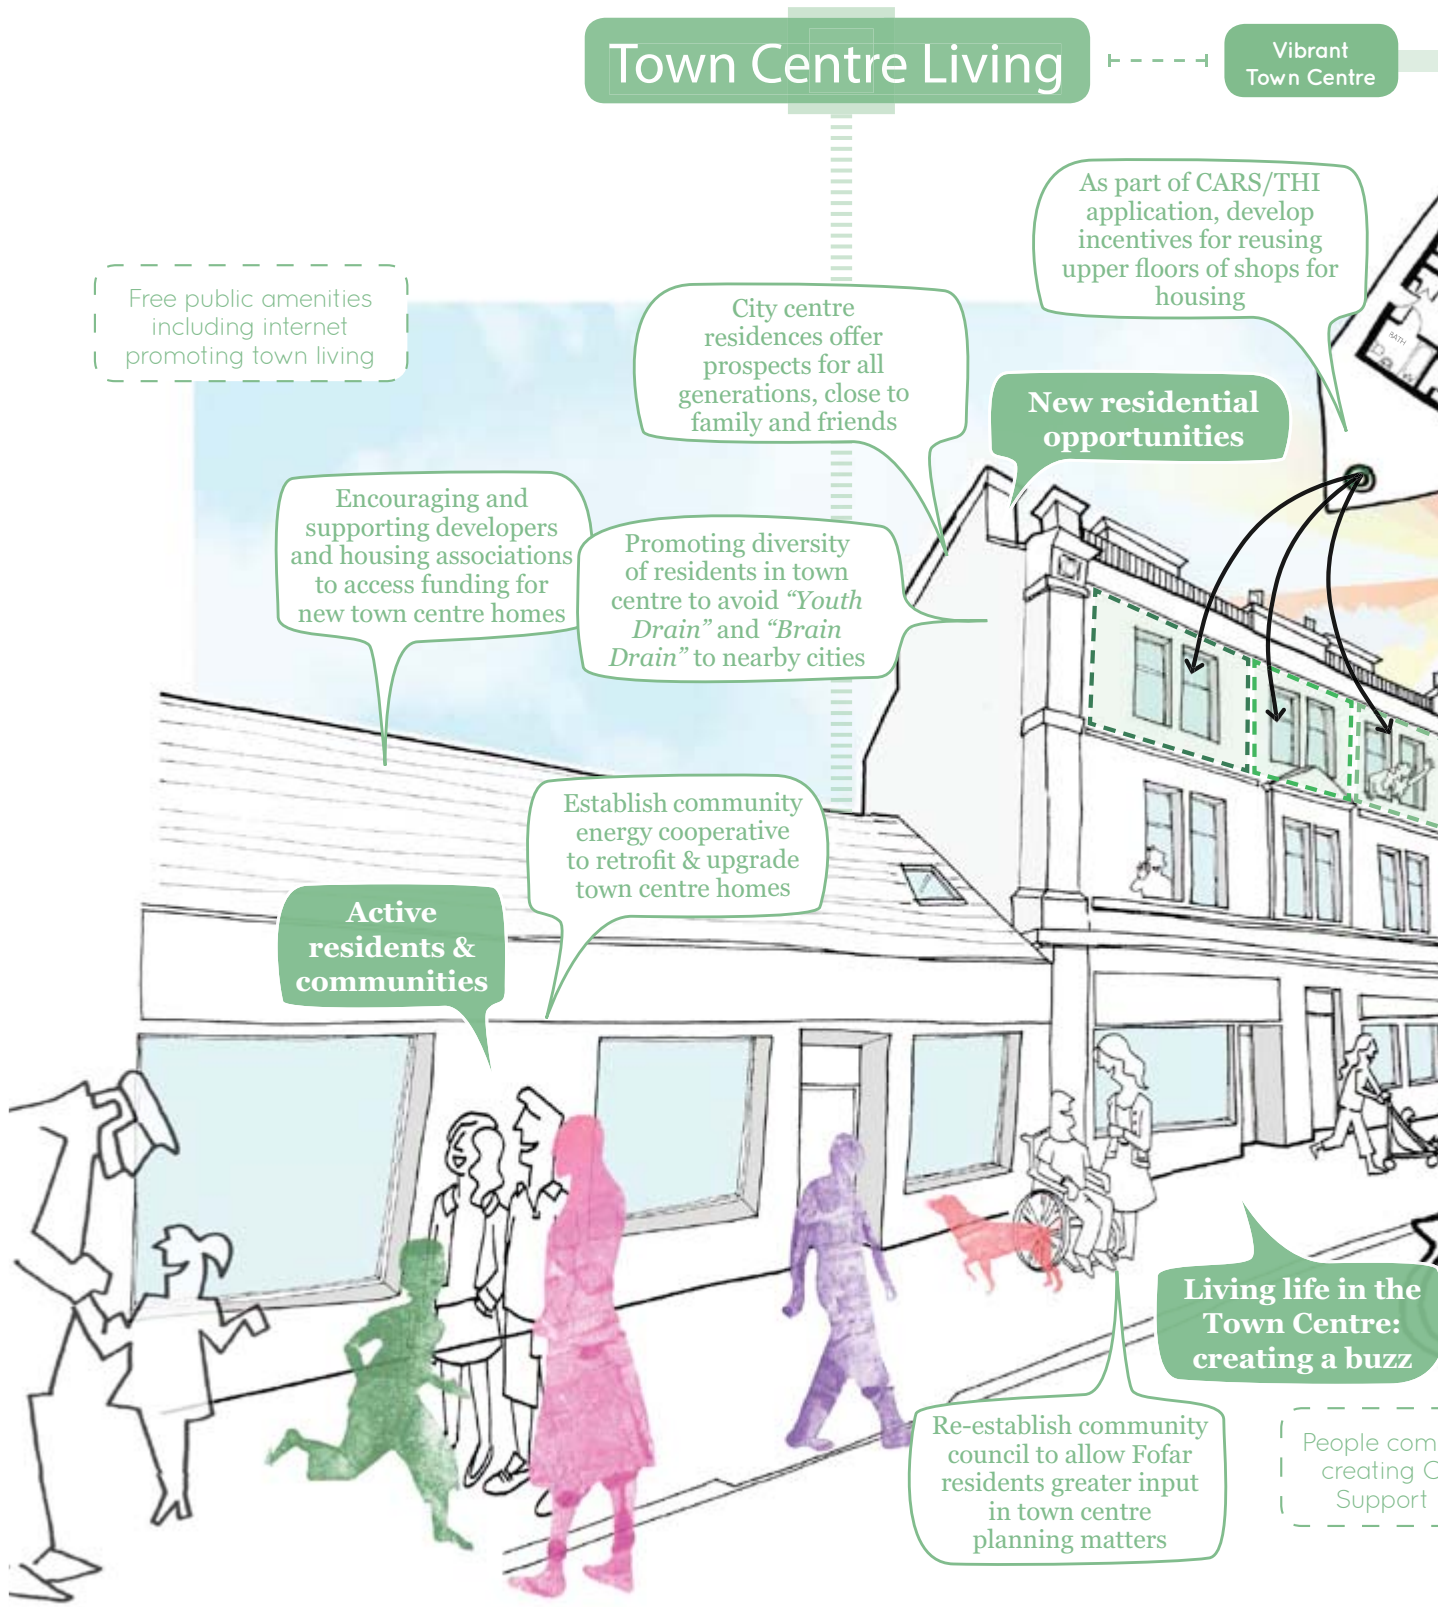 Town Centre Living
Vibrant
Town Centre
As part of CARS/THI
application, develop
incentives for reusing
upper floors of shops for
housing
BATH
Free public amenities
including internet
promoting town living
City centre
residences offer
prospects for all
generations, close to
family and friends
New residential
opportunities
Encouraging and
supporting developers
and housing associations
to access funding for
new town centre homes
Promoting diversity
of residents in town
centre to avoid “Youth
Drain” and “Brain
Drain” to nearby cities
Establish community
energy cooperative
to retrofit & upgrade
town centre homes
Active
residents &
communities
Living life in the
Town Centre:
creating a buzz
Re-establish community
council to allow Fofar
residents greater input
in town centre
planning matters
People com
creating C
Support